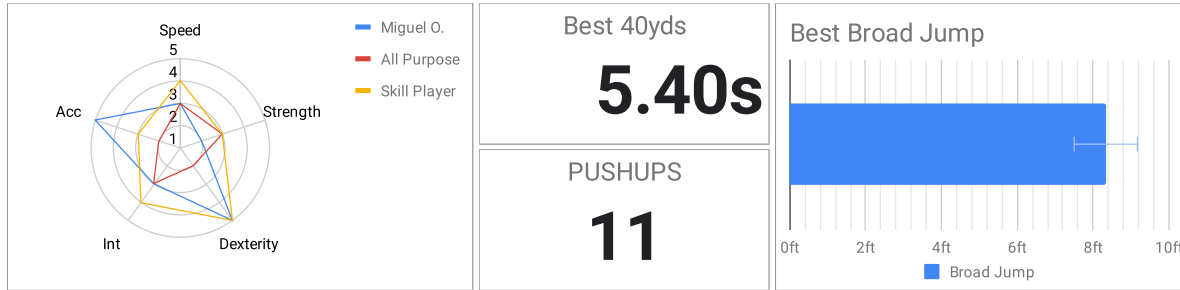 Speed
5
4
3
2
1
Acc
Strength
Int
Dexterity
Miguel O.
All Purpose
Skill Player
Best 40yds
5.40s
PUSHUPS
11
Best Broad Jump
0ft 2ft 4ft 6ft 8ft 10ft
Broad Jump